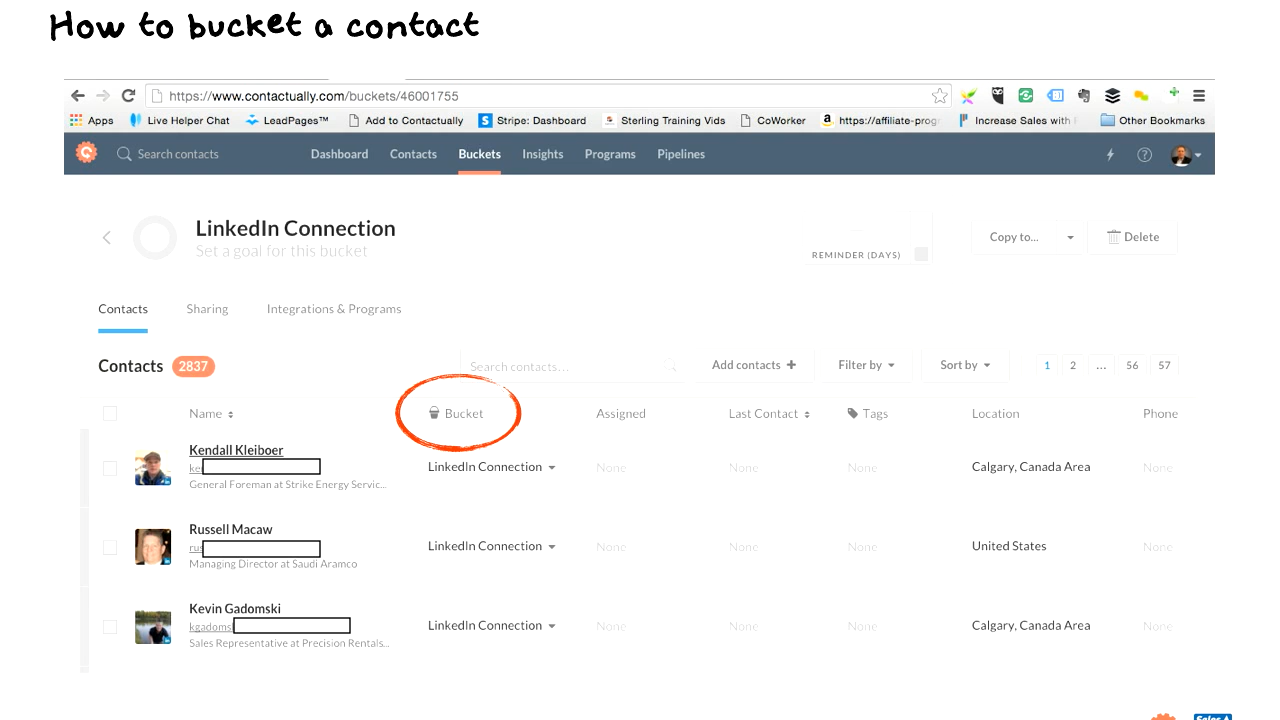 How to bucket a contact
https://www.contactually.com/buckets/46001755
Apps Live Helper Chat LeadPages™ Add to Contactually Stripe: Dashboard Sterling Training Vids CoWorker https://affiliate-progr Increase Sales with Other Bookmarks
Search contacts Dashboard Contacts Buckets Insights Programs Pipelines
LinkedIn Connection
Set a goal for this bucket
REMINDER (DAYS)
Copy to... Delete
Contacts Sharing Integrations & Programs
Contacts 2837 Search contacts... Add contacts + Filter by Sort by 1 2 ... 56 57
Name Bucket Assigned Last Contact Tags Location Phone
Kendall Kleiboer
LinkedIn Connection None None None Calgary, Canada Area None
General Foreman at Strike Energy Servic...
Russell Macaw
LinkedIn Connection None None None United States None
rus
Managing Director at Saudi Aramco
Kevin Gadomski
kgadoms LinkedIn Connection None None None Calgary, Canada Area None
Sales Representative at Precision Rentals...